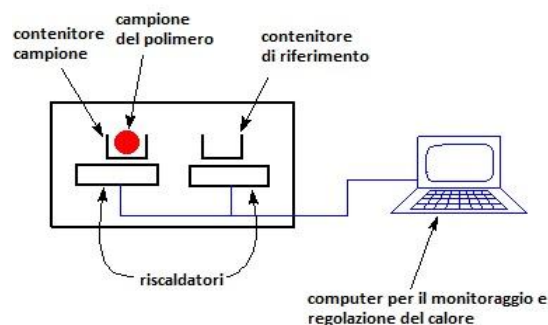 contenitore
campione
campione
del polimero
contenitore
di riferimento
riscaldatori
computer per il monitoraggio e
regolazione del calore